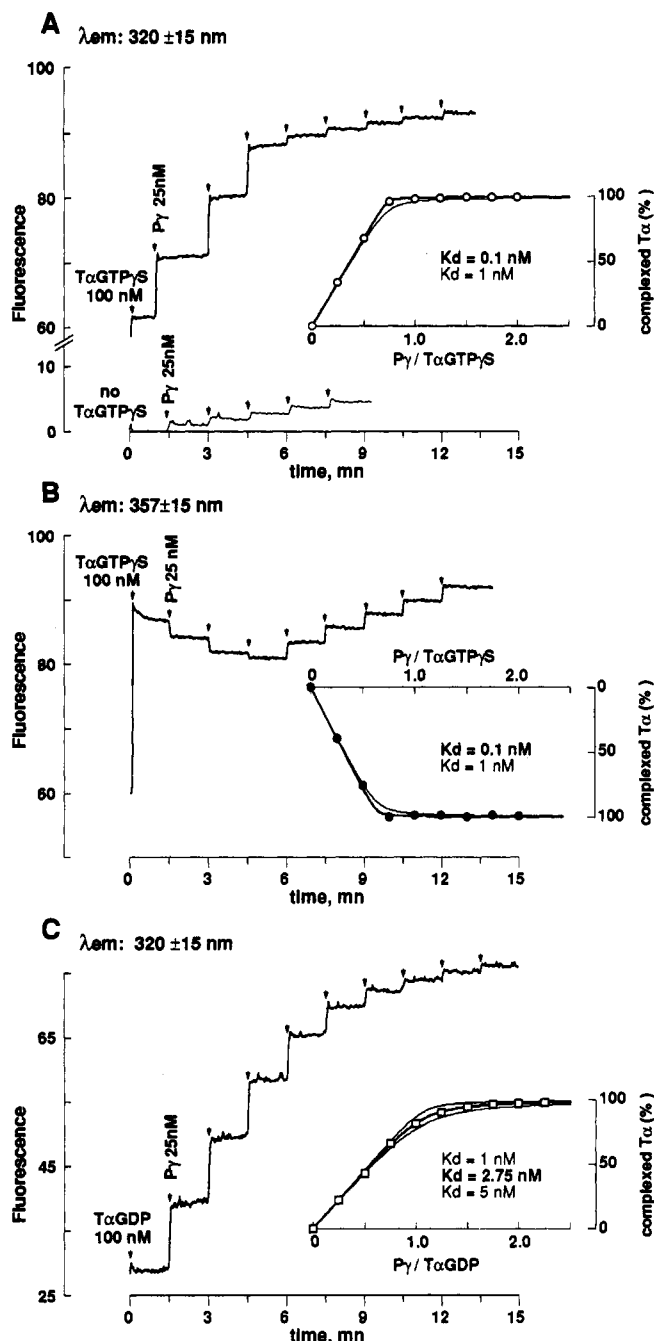 A
λem: 320 ±15 nm
100
80
60
10
0
Fluorescence
TαGTPγS
100 nM
Pγ 25nM
no
TαGTPγS
Pγ 25nM
Kd = 0.1 nM
Kd = 1 nM
100
50
0
complexed Tα (%)
0 1.0 2.0
Pγ / TαGTPγS
0 3 6 9 12 15
time, mn
B
λem: 357±15 nm
100
80
60
Fluorescence
TαGTPγS
100 nM
Pγ 25 nM
Pγ / TαGTPγS
0 1.0 2.0
Kd = 0.1 nM
Kd = 1 nM
0
50
100
complexed Tα (%)
0 3 6 9 12 15
time, mn
C
λem: 320 ±15 nm
65
45
25
Fluorescence
TαGDP
100 nM
Pγ 25nM
Kd = 1 nM
Kd = 2.75 nM
Kd = 5 nM
100
50
0
complexed Tα (%)
0 1.0 2.0
Pγ / TαGDP
0 3 6 9 12 15
time, mn